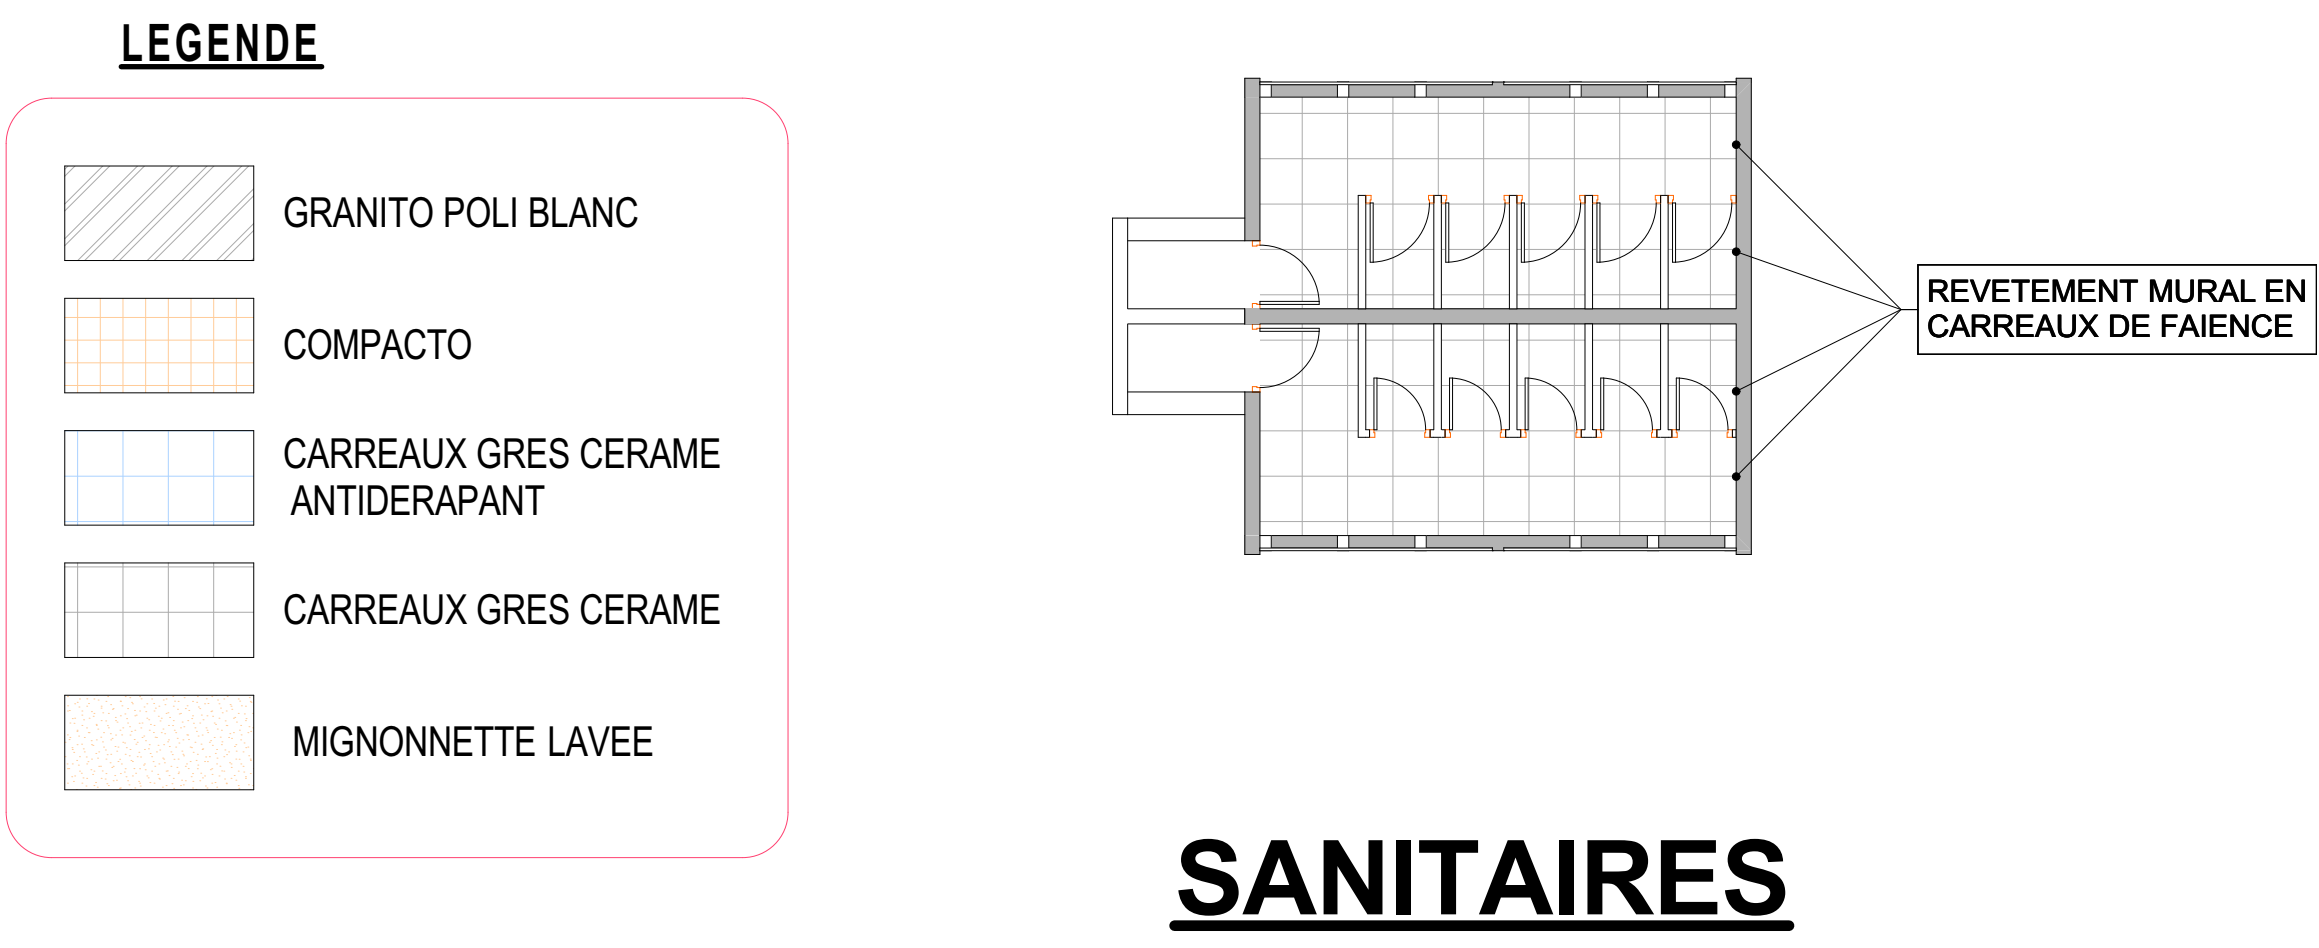 LEGENDE
GRANITO POLI BLANC
COMPACTO
CARREAUX GRES CERAME
ANTIDERAPANT
CARREAUX GRES CERAME
MIGNONNETTE LAVEE
REVETEMENT MURAL EN
CARREAUX DE FAIENCE
SANITAIRES